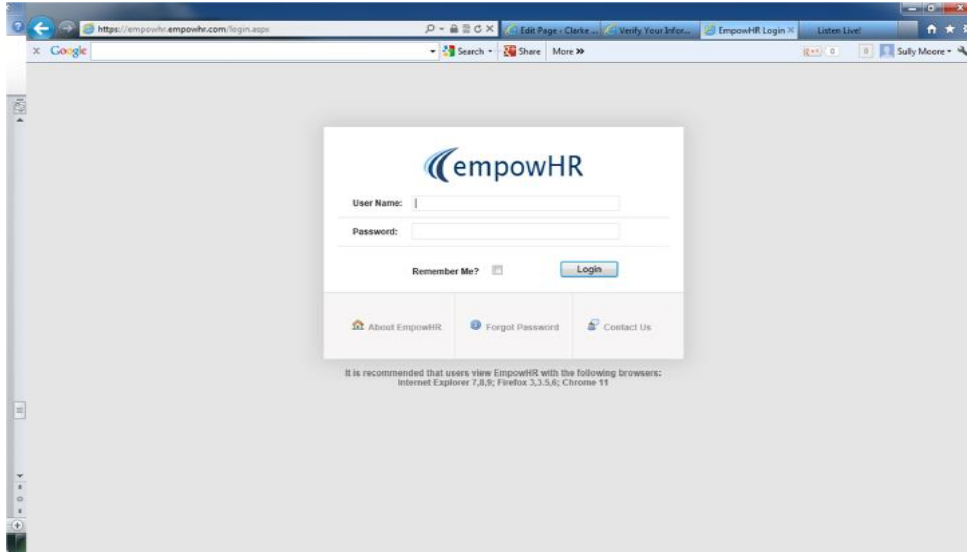 https://empowhr.empowhr.com/login.aspx
Edit Page - Clarke ...
Verify Your Infor...
EmpowHR Login
Listen Live!
Google
Search
Share
More »
0
Sully Moore
empowHR
User Name:
Password:
Remember Me?
Login
About EmpowHR
Forgot Password
Contact Us
It is recommended that users view EmpowHR with the following browsers:
Internet Explorer 7,8,9; Firefox 3,3.5,6; Chrome 11